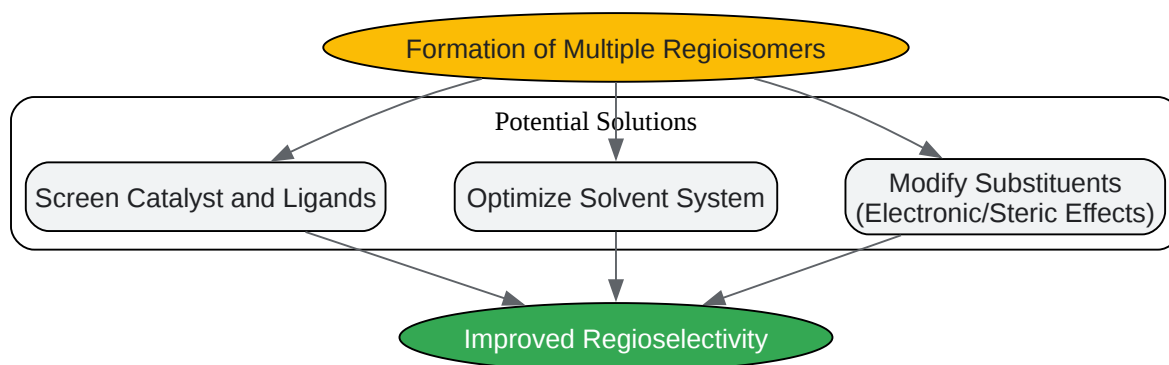 Formation of Multiple Regioisomers
Potential Solutions
Screen Catalyst and Ligands
Optimize Solvent System
Modify Substituents
(Electronic/Steric Effects)
Improved Regioselectivity